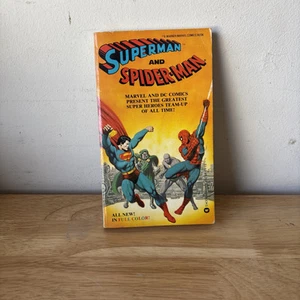 SUPERMAN
AND
SPIDER-MAN
MARVEL AND DC COMICS
PRESENT THE GREATEST
SUPER HEROES TEAM-UP
OF ALL TIME!
ALL NEW!
IN FULL COLOR!